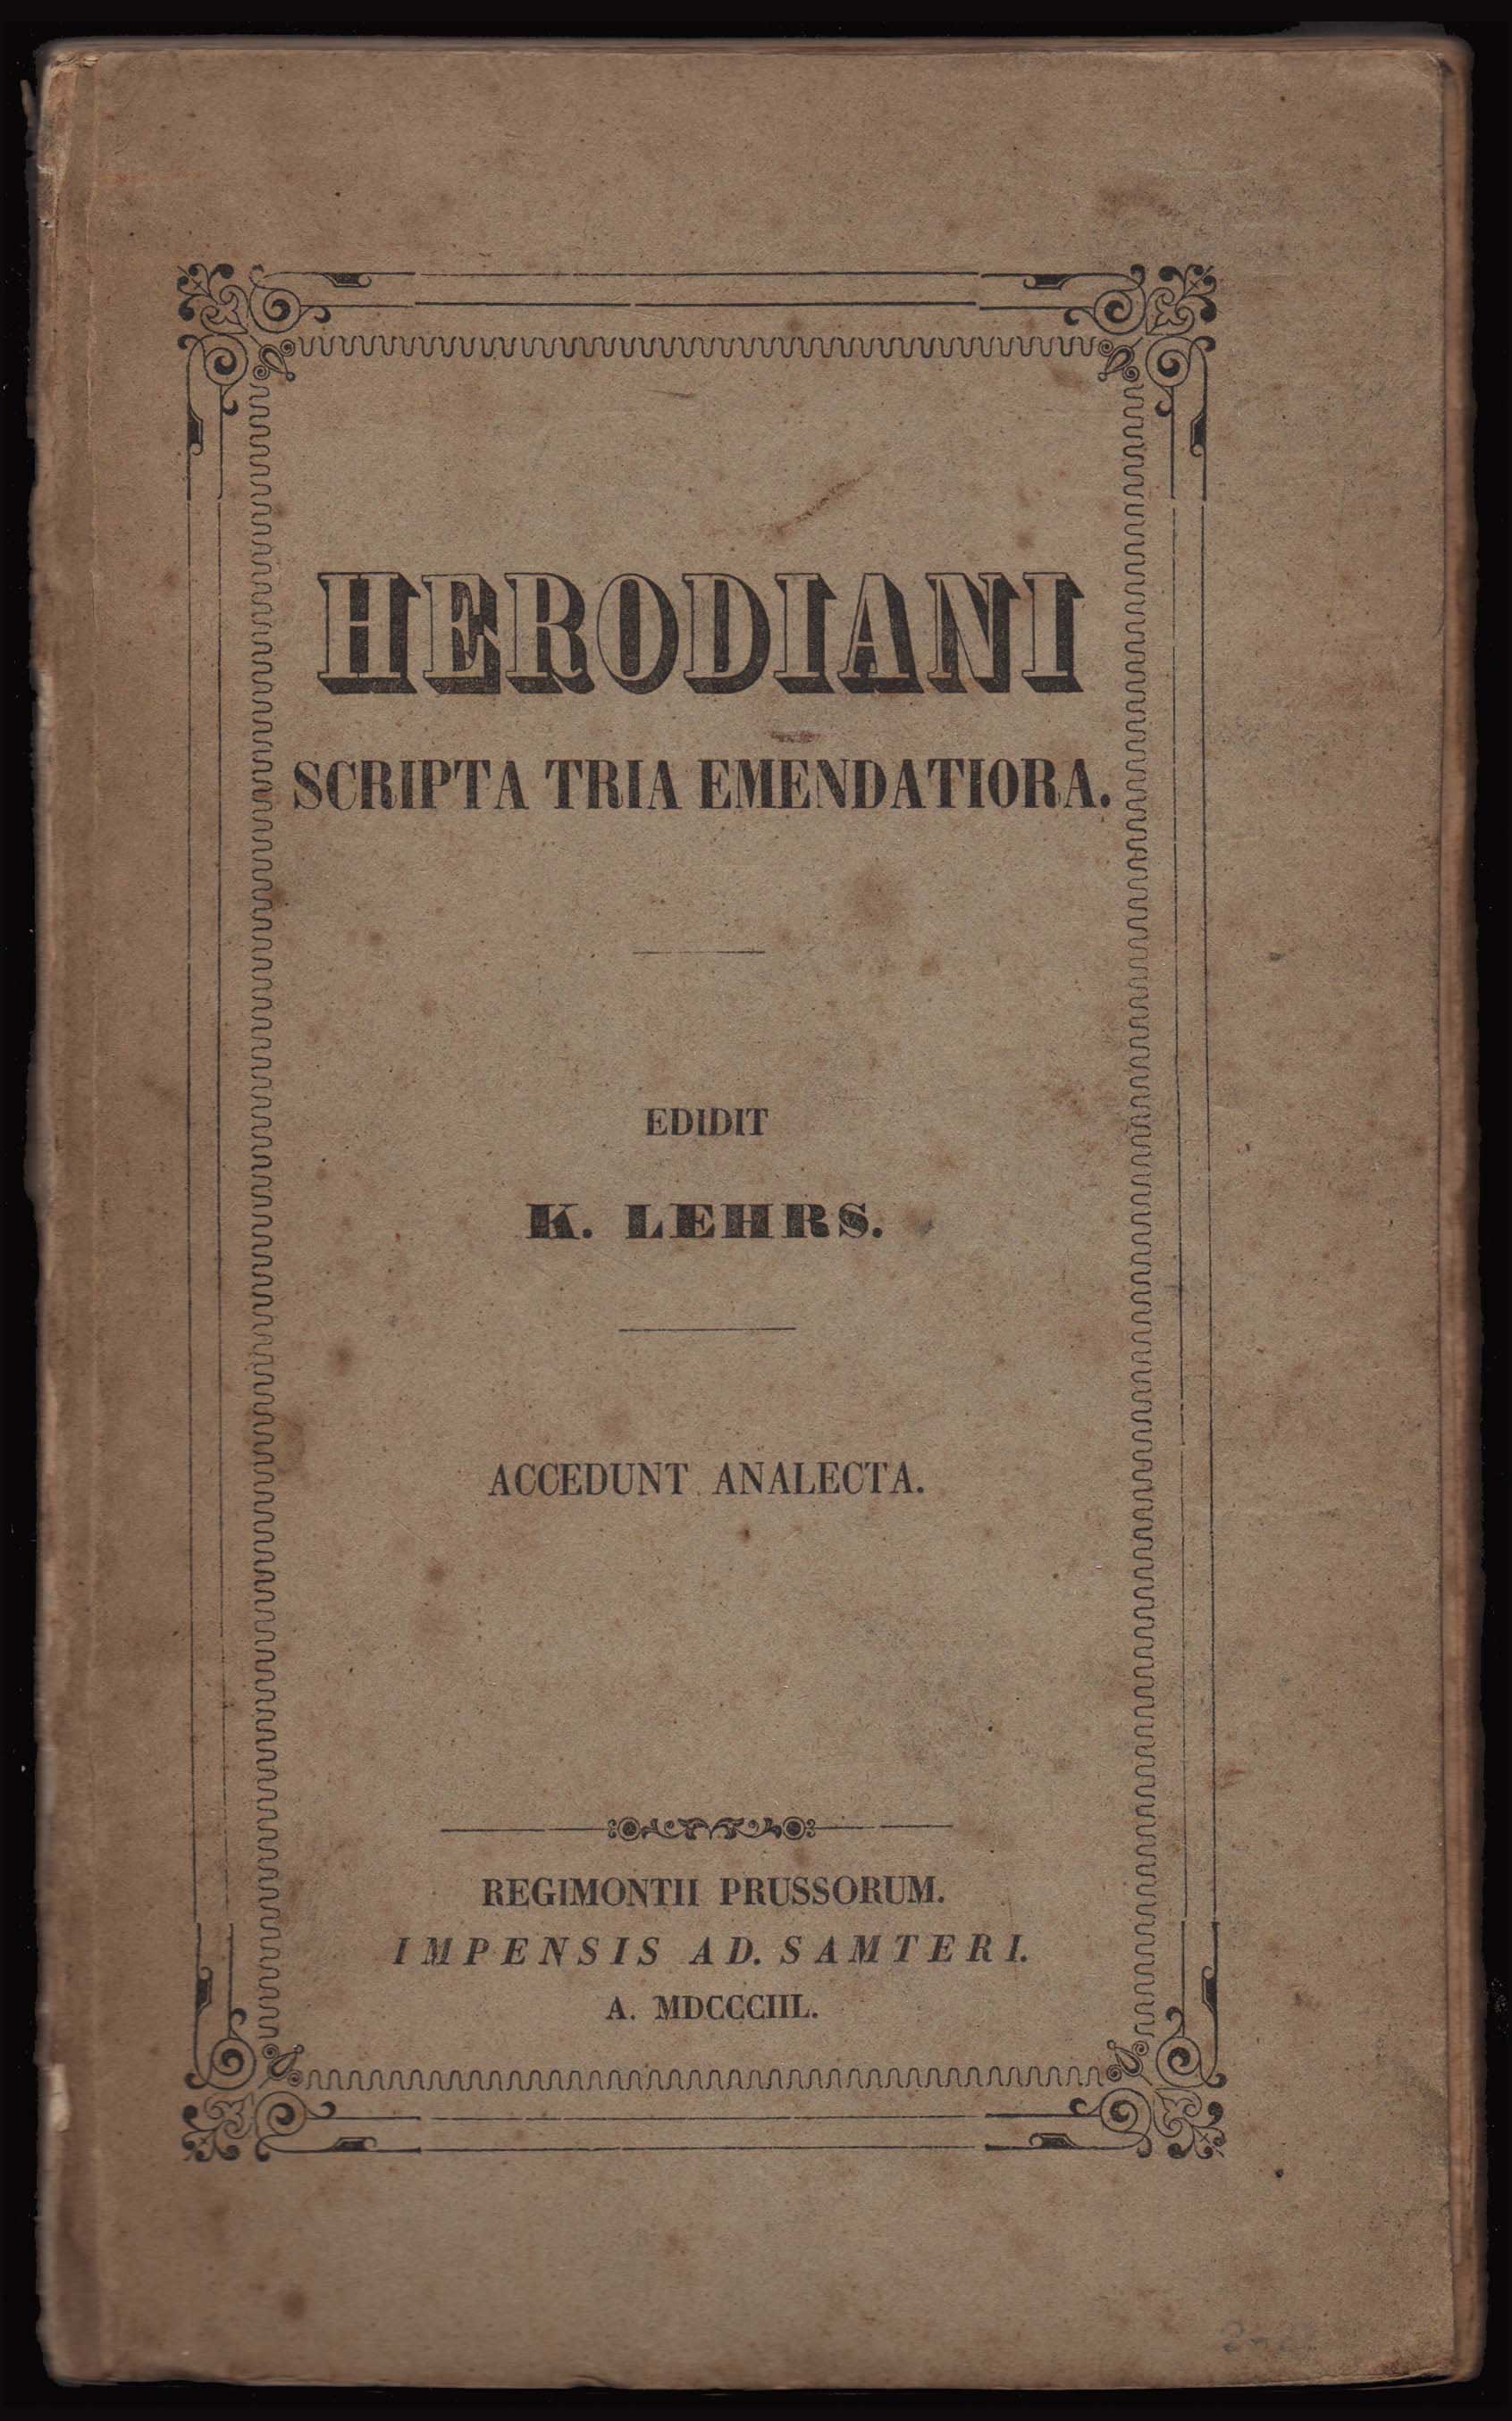 HERODIANI
SCRIPTA TRIA EMENDATIORA.
EDIDIT
K. LEHRS.
ACCEDUNT ANALECTA.
REGIMONTII PRUSSORUM.
IMPENSIS AD. SAMTERI.
A. MDCCCIIL.